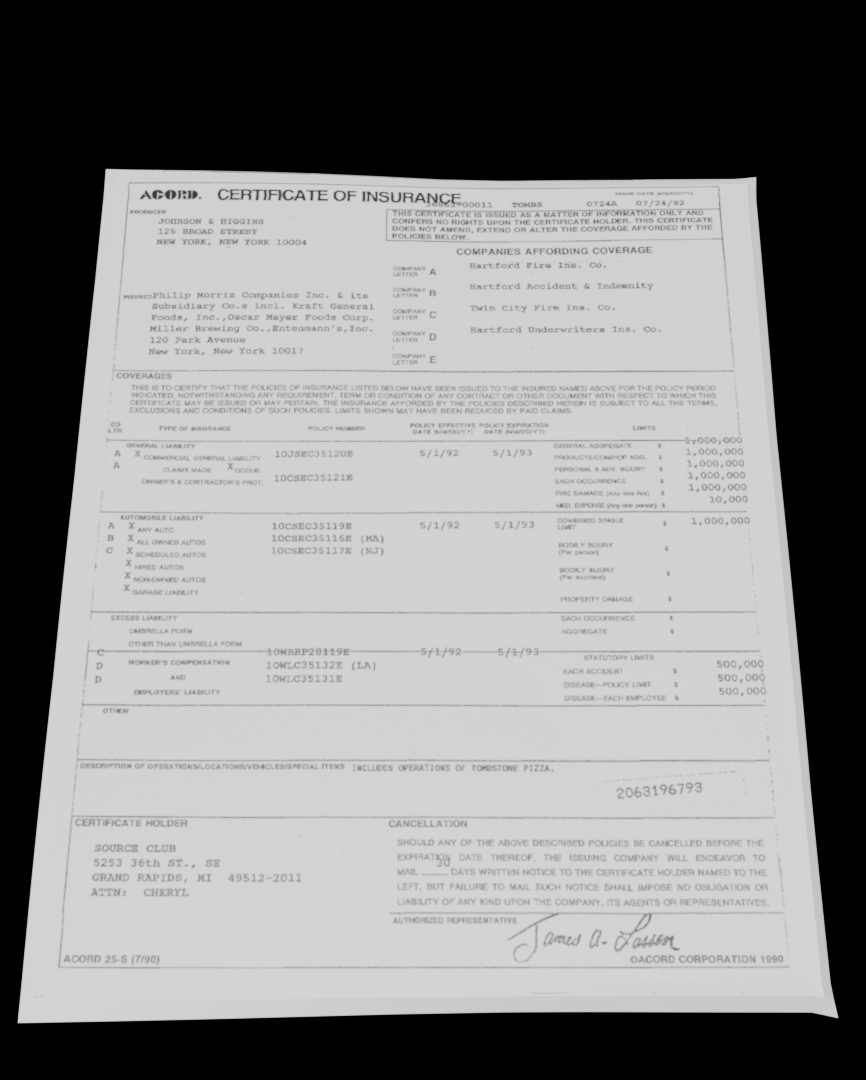 ACORD. CERTIFICATE OF INSURANCE
ISSUE DATE (MM/DD/YY)
00011 TOMBS 0724A 07/24/92
PRODUCER
JOHNSON & HIGGINS
125 BROAD STREET
NEW YORK, NEW YORK 10004
THIS CERTIFICATE IS ISSUED AS A MATTER OF INFORMATION ONLY AND
CONFERS NO RIGHTS UPON THE CERTIFICATE HOLDER. THIS CERTIFICATE
DOES NOT AMEND, EXTEND OR ALTER THE COVERAGE AFFORDED BY THE
POLICIES BELOW.
COMPANIES AFFORDING COVERAGE
COMPANY LETTER A Hartford Fire Ins. Co.
COMPANY LETTER B Hartford Accident & Indemnity
COMPANY LETTER C Twin City Fire Ins. Co.
COMPANY LETTER D Hartford Underwriters Ins. Co.
COMPANY LETTER E
INSURED Philip Morris Companies Inc. & its
Subsidiary Co.s incl. Kraft General
Foods, Inc.,Oscar Mayer Foods Corp.
Miller Brewing Co.,Entenmann's,Inc.
120 Park Avenue
New York, New York 10017
COVERAGES
THIS IS TO CERTIFY THAT THE POLICIES OF INSURANCE LISTED BELOW HAVE BEEN ISSUED TO THE INSURED NAMED ABOVE FOR THE POLICY PERIOD
INDICATED, NOTWITHSTANDING ANY REQUIREMENT, TERM OR CONDITION OF ANY CONTRACT OR OTHER DOCUMENT WITH RESPECT TO WHICH THIS
CERTIFICATE MAY BE ISSUED OR MAY PERTAIN, THE INSURANCE AFFORDED BY THE POLICIES DESCRIBED HEREIN IS SUBJECT TO ALL THE TERMS,
EXCLUSIONS AND CONDITIONS OF SUCH POLICIES. LIMITS SHOWN MAY HAVE BEEN REDUCED BY PAID CLAIMS.
CO LTR TYPE OF INSURANCE POLICY NUMBER POLICY EFFECTIVE DATE (MM/DD/YY) POLICY EXPIRATION DATE (MM/DD/YY) LIMITS
GENERAL LIABILITY GENERAL AGGREGATE $ 1,000,000
A X COMMERCIAL GENERAL LIABILITY 10JSEC35120E 5/1/92 5/1/93 PRODUCTS-COMP/OP AGG. $ 1,000,000
A CLAIMS MADE X OCCUR. PERSONAL & ADV. INJURY $ 1,000,000
OWNER'S & CONTRACTOR'S PROT. 10CSEC35121E EACH OCCURRENCE $ 1,000,000
FIRE DAMAGE (Any one fire) $ 1,000,000
MED. EXPENSE (Any one person) $ 10,000
AUTOMOBILE LIABILITY
A X ANY AUTO 10CSEC35119E 5/1/92 5/1/93 COMBINED SINGLE LIMIT $ 1,000,000
B X ALL OWNED AUTOS 10CSEC35116E (MA)
C X SCHEDULED AUTOS 10CSEC35117E (NJ) BODILY INJURY (Per person) $
X HIRED AUTOS
X NON-OWNED AUTOS BODILY INJURY (Per accident) $
X GARAGE LIABILITY
PROPERTY DAMAGE $
EXCESS LIABILITY EACH OCCURRENCE $
UMBRELLA FORM AGGREGATE $
OTHER THAN UMBRELLA FORM
C 10WBRP28119E 5/1/92 5/1/93 STATUTORY LIMITS
D WORKER'S COMPENSATION 10WLC35132E (LA) EACH ACCIDENT $ 500,000
D AND 10WLC35131E DISEASE—POLICY LIMIT $ 500,000
EMPLOYERS' LIABILITY DISEASE—EACH EMPLOYEE $ 500,000
OTHER
DESCRIPTION OF OPERATIONS/LOCATIONS/VEHICLES/SPECIAL ITEMS INCLUDES OPERATIONS OF TOMBSTONE PIZZA.
2063196793
CERTIFICATE HOLDER
SOURCE CLUB
5253 36th ST., SE
GRAND RAPIDS, MI 49512-2011
ATTN: CHERYL
CANCELLATION
SHOULD ANY OF THE ABOVE DESCRIBED POLICIES BE CANCELLED BEFORE THE
EXPIRATION DATE THEREOF, THE ISSUING COMPANY WILL ENDEAVOR TO
MAIL 30 DAYS WRITTEN NOTICE TO THE CERTIFICATE HOLDER NAMED TO THE
LEFT, BUT FAILURE TO MAIL SUCH NOTICE SHALL IMPOSE NO OBLIGATION OR
LIABILITY OF ANY KIND UPON THE COMPANY, ITS AGENTS OR REPRESENTATIVES.
AUTHORIZED REPRESENTATIVE
James A. Lassen
ACORD 25-S (7/90)
©ACORD CORPORATION 1990